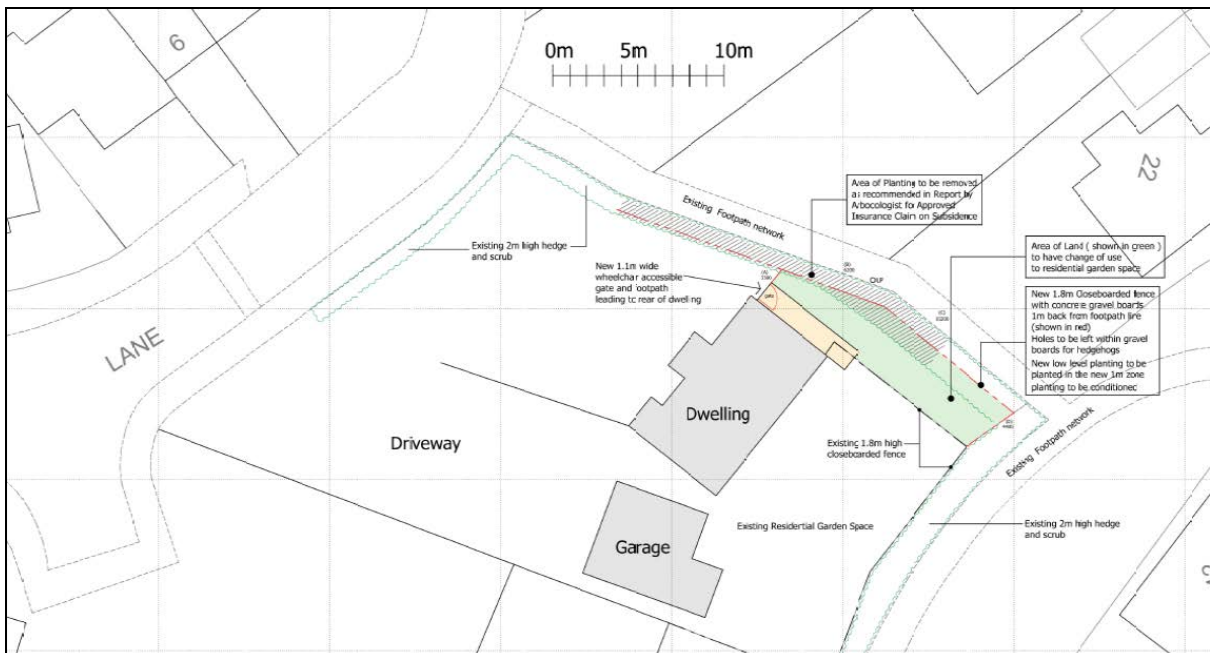 9
0m 5m 10m
22
Area of Planting to be removed
as recommended in Report by
Arbocologist for Approved
Insurance Claim on Subsidence
Existing Footpath network
Area of Land ( shown in green )
to have change of use
to residential garden space
Existing 2m high hedge
and scrub
New 1.1m wide
wheelchair accessible
gate and footpath
leading to rear of dwelling
New 1.8m Closeboarded fence
with concrete gravel boards
1m back from footpath line
(shown in red)
Holes to be left within gravel
boards for hedgehogs
New low level planting to be
planted in the new 1m zone
planting to be conditioned
LANE
Dwelling
Driveway
Existing 1.8m high
closeboarded fence
Existing Footpath network
Garage
Existing Residential Garden Space
Existing 2m high hedge
and scrub